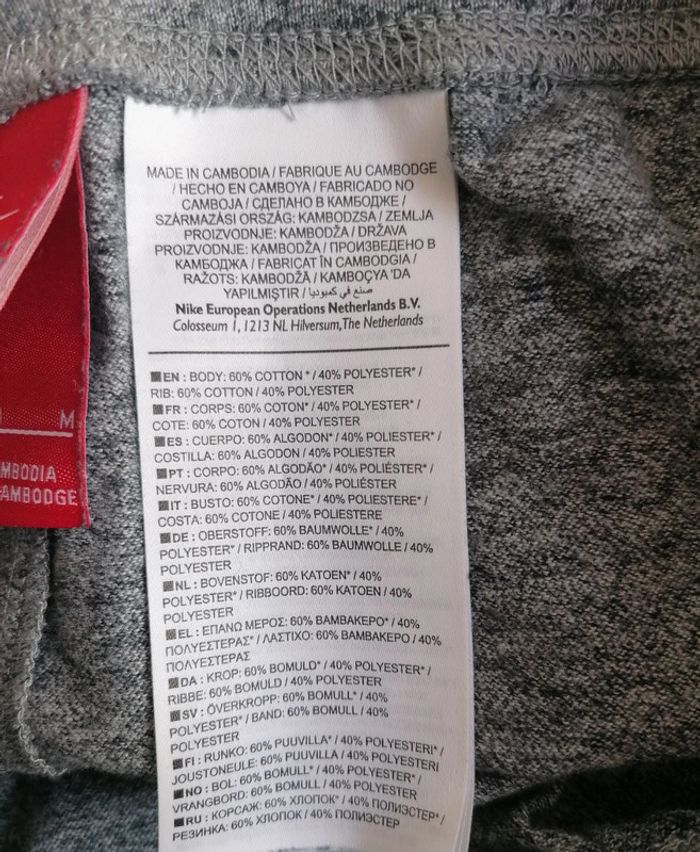 MADE IN CAMBODIA / FABRIQUE AU CAMBODGE
/ HECHO EN CAMBOYA / FABRICADO NO
CAMBOJA / СДЕЛАНО В КАМБОДЖЕ /
SZÁRMAZÁSI ORSZÁG: KAMBODZSA / ZEMLJA
PROIZVODNJE: KAMBODŽA / DRŽAVA
PROIZVODNJE: KAMBODŽA / ПРОИЗВЕДЕНО В
КАМБОДЖА / FABRICAT ÎN CAMBODGIA /
RAŽOTS: KAMBODŽĀ / KAMBOÇYA 'DA
YAPILMIŞTIR / صنع في كمبوديا /
Nike European Operations Netherlands B.V.
Colosseum 1, 1213 NL Hilversum, The Netherlands
EN : BODY: 60% COTTON * / 40% POLYESTER* /
RIB: 60% COTTON / 40% POLYESTER
FR : CORPS: 60% COTON* / 40% POLYESTER* /
COTE: 60% COTON / 40% POLYESTER
ES : CUERPO: 60% ALGODON* / 40% POLIESTER* /
COSTILLA: 60% ALGODON / 40% POLIESTER
PT : CORPO: 60% ALGODÃO* / 40% POLIÉSTER* /
NERVURA: 60% ALGODÃO / 40% POLIÉSTER
IT : BUSTO: 60% COTONE* / 40% POLIESTERE* /
COSTA: 60% COTONE / 40% POLIESTERE
DE : OBERSTOFF: 60% BAUMWOLLE* / 40%
POLYESTER* / RIPPRAND: 60% BAUMWOLLE / 40%
POLYESTER
NL : BOVENSTOF: 60% KATOEN* / 40%
POLYESTER* / RIBBOORD: 60% KATOEN / 40%
POLYESTER
EL : ΕΠΑΝΩ ΜΕΡΟΣ: 60% ΒΑΜΒΑΚΕΡΟ* / 40%
ΠΟΛΥΕΣΤΕΡΑΣ* / ΛΑΣΤΙΧΟ: 60% ΒΑΜΒΑΚΕΡΟ / 40%
ΠΟΛΥΕΣΤΕΡΑΣ
DA : KROP: 60% BOMULD* / 40% POLYESTER* /
RIBBE: 60% BOMULD / 40% POLYESTER
SV : ÖVERKROPP: 60% BOMULL* / 40%
POLYESTER* / BAND: 60% BOMULL / 40%
POLYESTER
FI : RUNKO: 60% PUUVILLA* / 40% POLYESTERI* /
JOUSTONEULE: 60% PUUVILLA / 40% POLYESTERI
NO : BOL: 60% BOMULL* / 40% POLYESTER* /
VRANGBORD: 60% BOMULL / 40% POLYESTER
RU : КОРСАЖ: 60% ХЛОПОК* / 40% ПОЛИЭСТЕР* /
РЕЗИНКА: 60% ХЛОПОК / 40% ПОЛИЭСТЕР
M
MBODIA
AMBODGE